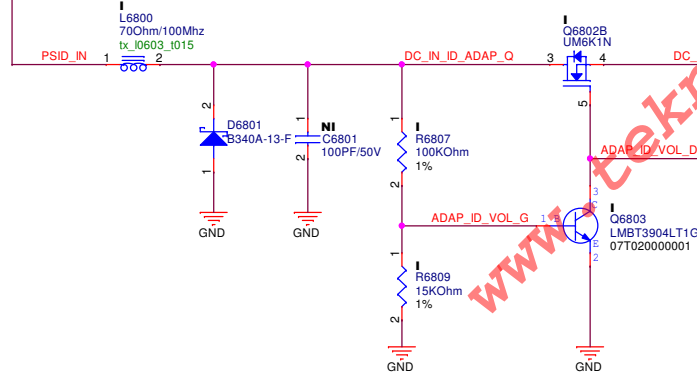 I
L6800
70Ohm/100Mhz
tx_l0603_t015
PSID_IN
1
2
DC_IN_ID_ADAP_Q
I
Q6802B
UM6K1N
3
4
5
DC_
2
D6801
B340A-13-F
1
GND
NI
1
C6801
100PF/50V
2
GND
1
I
R6807
100KOhm
1%
2
ADAP_ID_VOL_D
ADAP_ID_VOL_G
1
B
3
C
I
Q6803
LMBT3904LT1G
07T020000001
E
2
1
I
R6809
15KOhm
1%
2
GND
GND
www.tekn